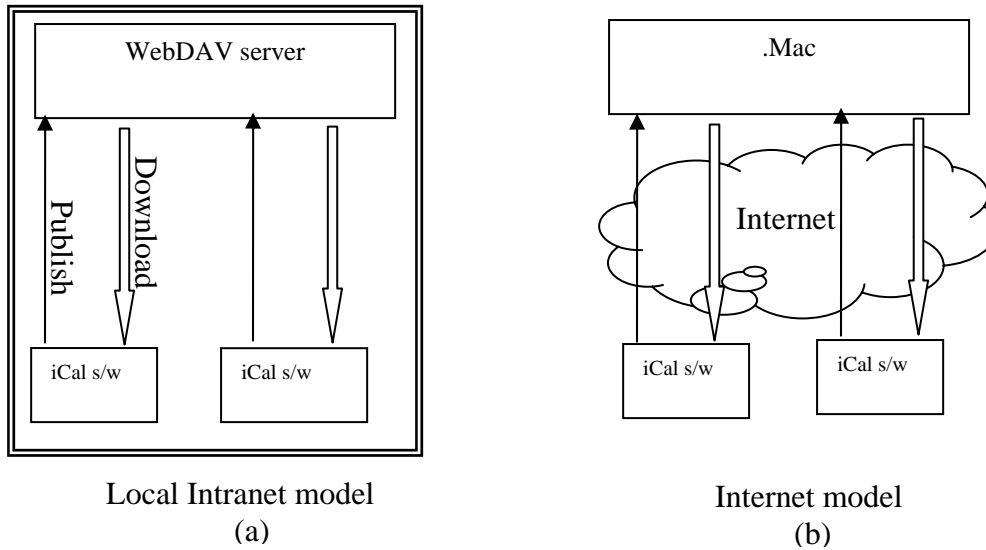 WebDAV server
Publish
Download
iCal s/w
iCal s/w
Local Intranet model
(a)
.Mac
Internet
iCal s/w
iCal s/w
Internet model
(b)